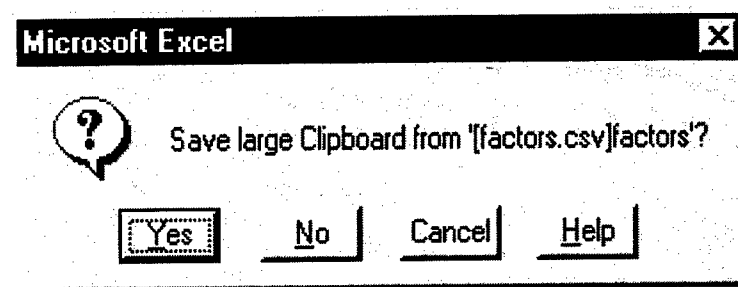 Microsoft Excel
Save large Clipboard from '[factors.csv]factors'?
Yes No Cancel Help